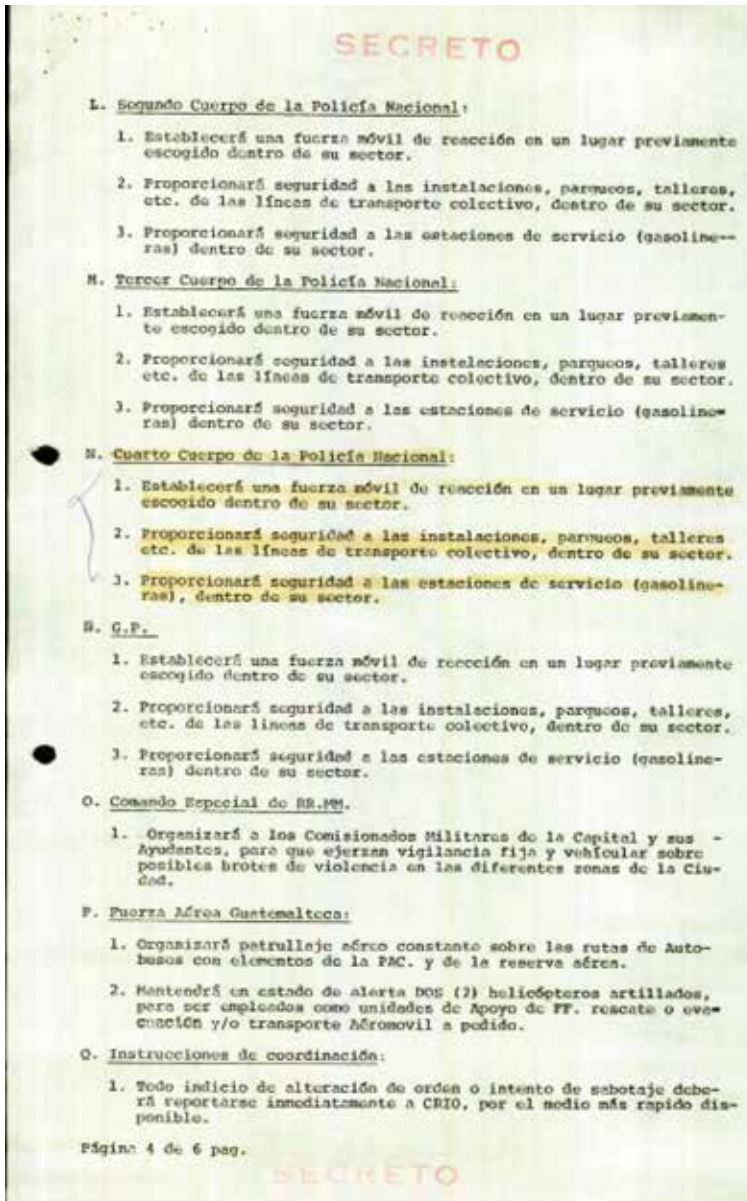 SECRETO
L. Segundo Cuerpo de la Policía Nacional:
1. Establecerá una fuerza móvil de reacción en un lugar previamente
escogido dentro de su sector.
2. Proporcionará seguridad a las instalaciones, parqueos, talleres,
etc. de las líneas de transporte colectivo, dentro de su sector.
3. Proporcionará seguridad a las estaciones de servicio (gasoline--
ras) dentro de su sector.
M. Tercer Cuerpo de la Policía Nacional:
1. Establecerá una fuerza móvil de reacción en un lugar previamen-
te escogido dentro de su sector.
2. Proporcionará seguridad a las instalaciones, parqueos, talleres
etc. de las líneas de transporte colectivo, dentro de su sector.
3. Proporcionará seguridad a las estaciones de servicio (gasoline-
ras) dentro de su sector.
N. Cuarto Cuerpo de la Policía Nacional:
1. Establecerá una fuerza móvil de reacción en un lugar previamente
escogido dentro de su sector.
2. Proporcionará seguridad a las instalaciones, parqueos, talleres
etc. de las líneas de transporte colectivo, dentro de su sector.
3. Proporcionará seguridad a las estaciones de servicio (gasoline-
ras), dentro de su sector.
Ñ. G.P.
1. Establecerá una fuerza móvil de reacción en un lugar previamente
escogido dentro de su sector.
2. Proporcionará seguridad a las instalaciones, parqueos, talleres,
etc. de las lineas de transporte colectivo, dentro de su sector.
3. Proporcionará seguridad a las estaciones de servicio (gasoline-
ras) dentro de su sector.
O. Comando Especial de RR.MM.
1. Organizará a los Comisionados Militares de la Capital y sus -
Ayudantes, para que ejerzan vigilancia fija y vehícular sobre
posibles brotes de violencia en las diferentes zonas de la Ciu-
dad.
P. Fuerza Aérea Guatemalteca:
1. Organizará patrullaje aéreo constante sobre las rutas de Auto-
buses con elementos de la PAC. y de la reserva aérea.
2. Mantendrá en estado de alerta DOS (2) helicópteros artillados,
para ser empleados como unidades de Apoyo de FF. rescate o eva-
cuación y/o transporte Aéromovil a pedido.
Q. Instrucciones de coordinación:
1. Todo indicio de alteración de orden o intento de sabotaje debe-
rá reportarse inmediatamente a CRIO, por el medio más rapido dis-
ponible.
Página 4 de 6 pag.
SECRETO